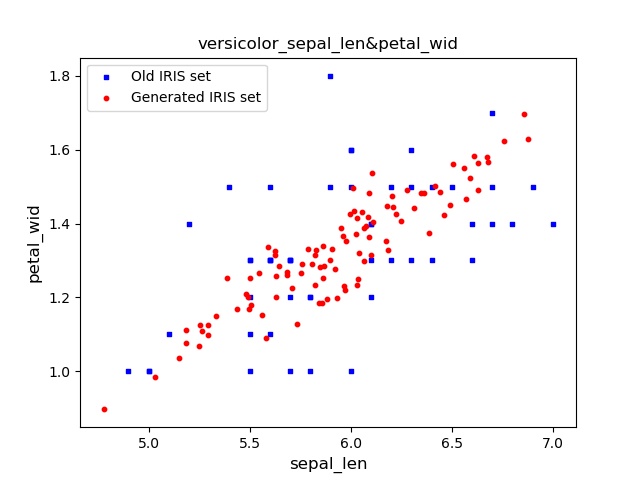 versicolor_sepal_len&petal_wid
Old IRIS set
Generated IRIS set
1.8
1.6
1.4
1.2
1.0
petal_wid
5.0 5.5 6.0 6.5 7.0
sepal_len